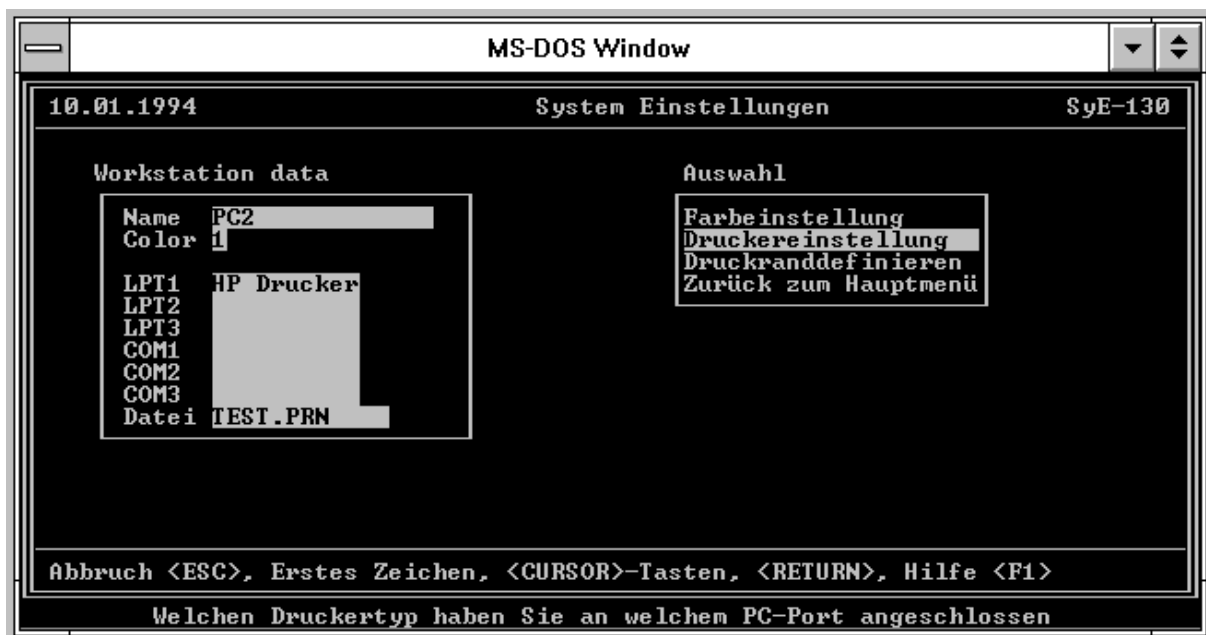 MS-DOS Window
10.01.1994 System Einstellungen SyE-130
Workstation data
Name PC2
Color 1
LPT1 HP Drucker
LPT2
LPT3
COM1
COM2
COM3
Datei TEST.PRN
Auswahl
Farbeinstellung
Druckereinstellung
Druckranddefinieren
Zurück zum Hauptmenü
Abbruch <ESC>, Erstes Zeichen, <CURSOR>-Tasten, <RETURN>, Hilfe <F1>
Welchen Druckertyp haben Sie an welchem PC-Port angeschlossen